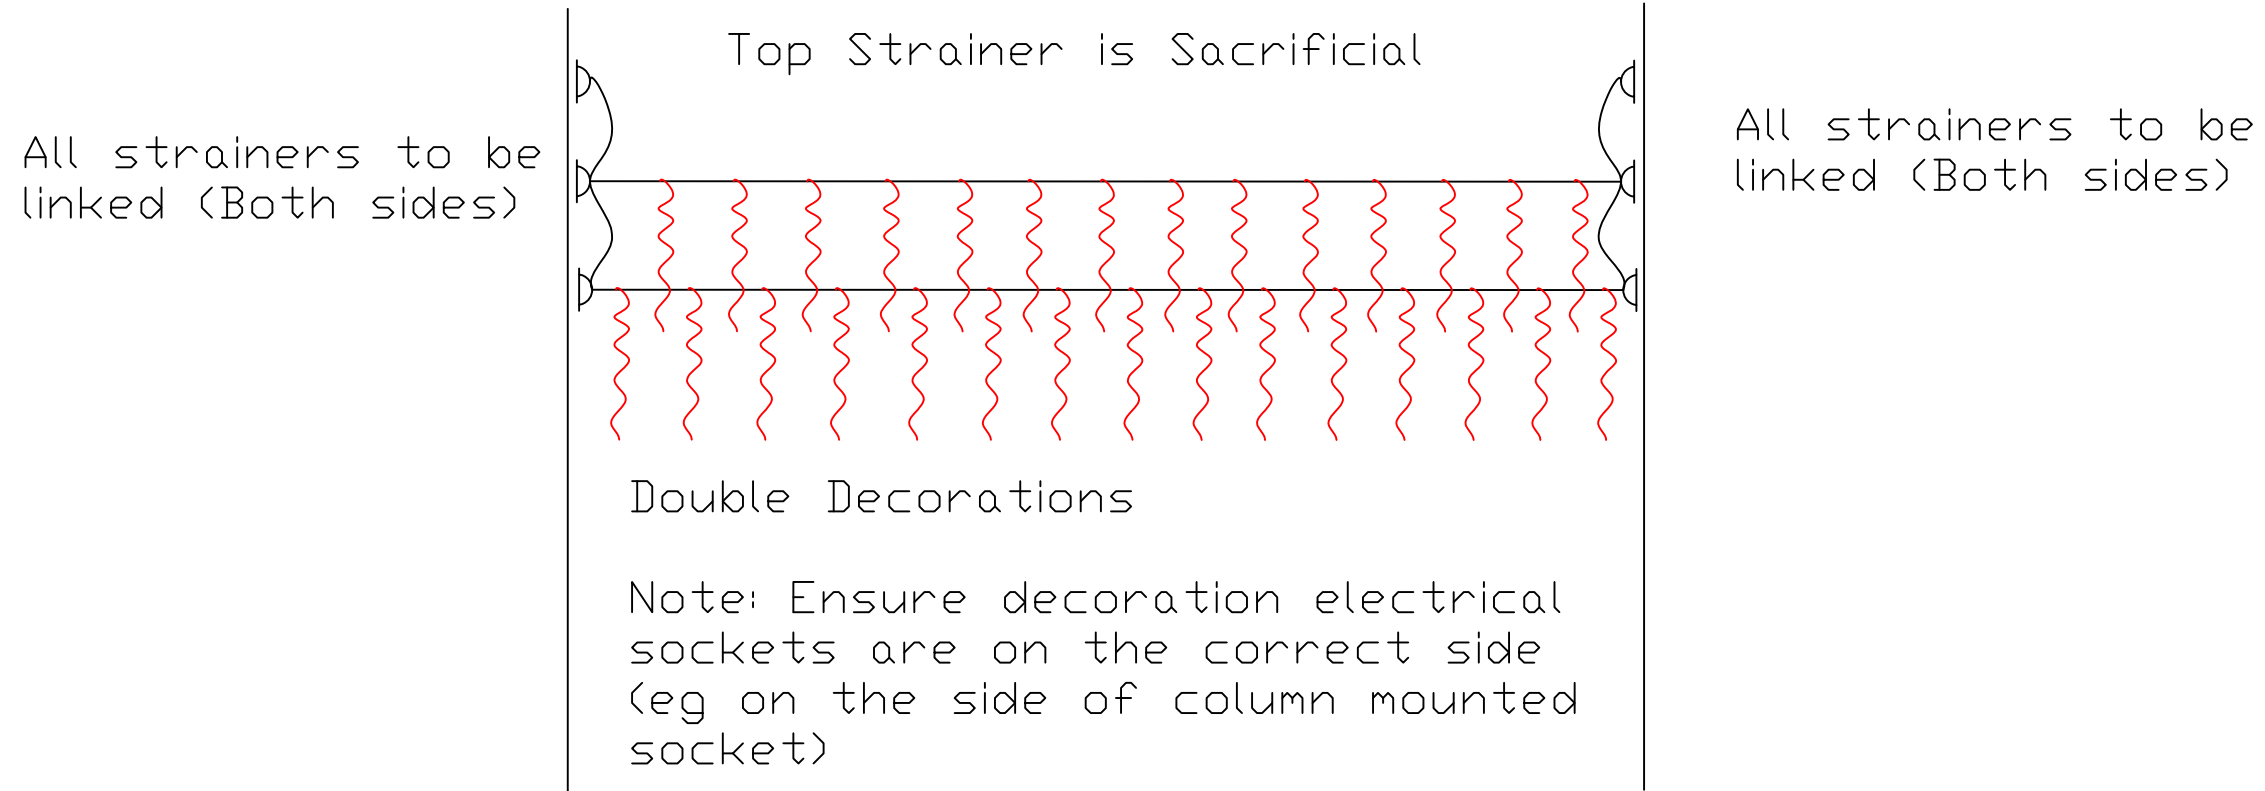 Top Strainer is Sacrificial
All strainers to be
linked (Both sides)
All strainers to be
linked (Both sides)
Double Decorations
Note: Ensure decoration electrical
sockets are on the correct side
(eg on the side of column mounted
socket)